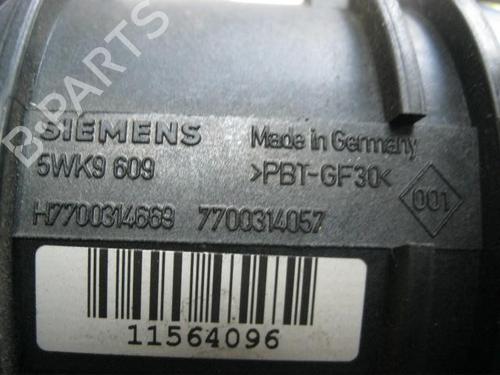 B-PARTS
SIEMENS Made in Germany
5WK9 609 >PBT-GF30< 001
H7700314669 7700314057
11564096